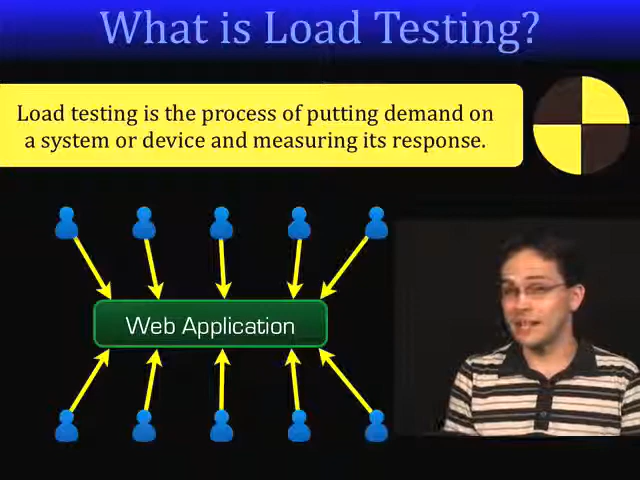 What is Load Testing?
Load testing is the process of putting demand on
a system or device and measuring its response.
Web Application